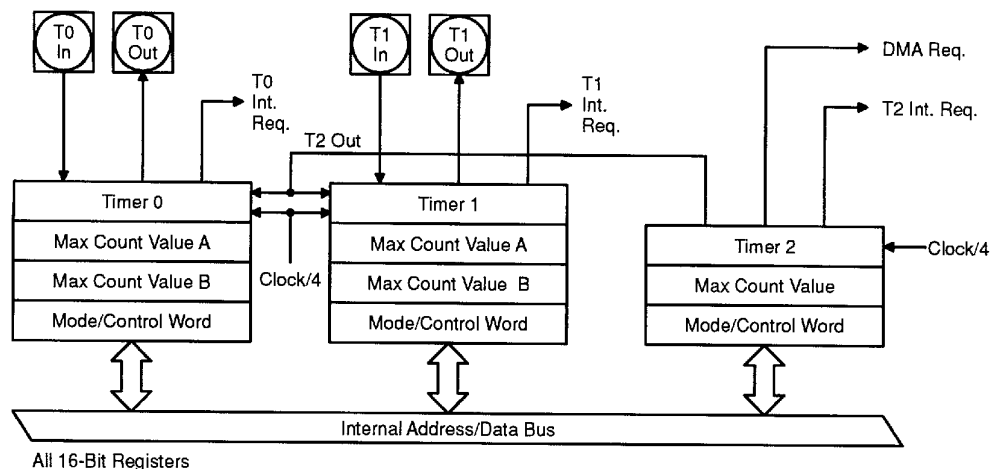 T0
In
T0
Out
T1
In
T1
Out
DMA Req.
T0
Int.
Req.
T1
Int.
Req.
T2 Int. Req.
T2 Out
Timer 0
Max Count Value A
Max Count Value B
Mode/Control Word
Clock/4
Timer 1
Max Count Value A
Max Count Value B
Mode/Control Word
Timer 2
Max Count Value
Mode/Control Word
Clock/4
Internal Address/Data Bus
All 16-Bit Registers